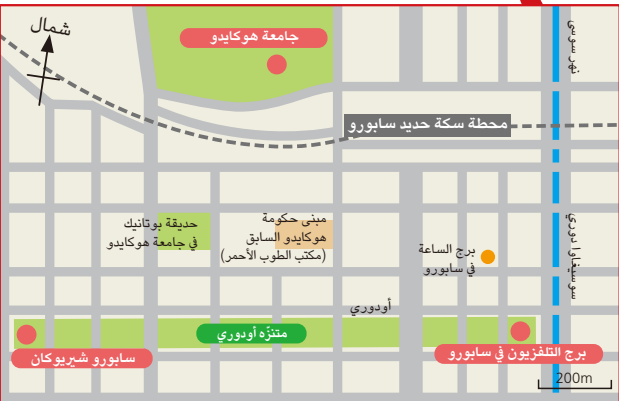 شمال
جامعة هوكايدو
نهر سوسي
محطة سكة حديد سابورو
حديقة بوتانيك
في جامعة هوكايدو
مبنى حكومة
هوكايدو السابق
(مكتب الطوب الأحمر)
برج الساعة
في سابورو
سوسيغاوا دوري
أودوري
متنزّه أودوري
سابورو شيريوكان
برج التلفزيون في سابورو
200m